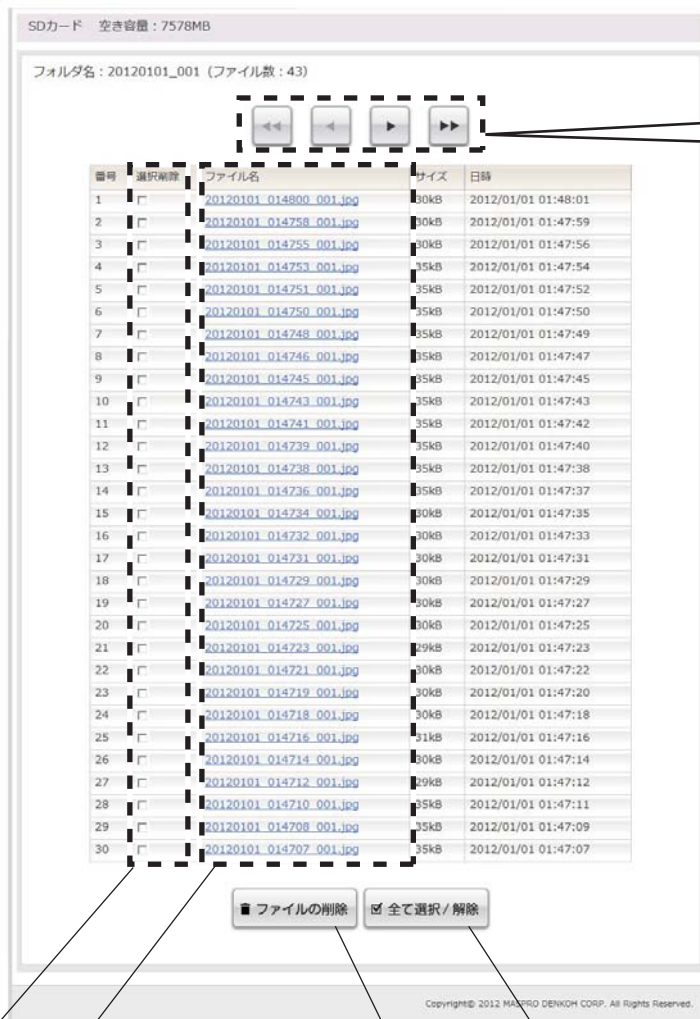 SDカード 空き容量：7578MB
フォルダ名：20120101_001（ファイル数：43）
番号 選択削除 ファイル名 サイズ 日時
1 20120101_014800_001.jpg 30kB 2012/01/01 01:48:01
2 20120101_014758_001.jpg 30kB 2012/01/01 01:47:59
3 20120101_014755_001.jpg 30kB 2012/01/01 01:47:56
4 20120101_014753_001.jpg 35kB 2012/01/01 01:47:54
5 20120101_014751_001.jpg 35kB 2012/01/01 01:47:52
6 20120101_014750_001.jpg 35kB 2012/01/01 01:47:50
7 20120101_014748_001.jpg 35kB 2012/01/01 01:47:49
8 20120101_014746_001.jpg 35kB 2012/01/01 01:47:47
9 20120101_014745_001.jpg 35kB 2012/01/01 01:47:45
10 20120101_014743_001.jpg 35kB 2012/01/01 01:47:43
11 20120101_014741_001.jpg 35kB 2012/01/01 01:47:42
12 20120101_014739_001.jpg 35kB 2012/01/01 01:47:40
13 20120101_014738_001.jpg 35kB 2012/01/01 01:47:38
14 20120101_014736_001.jpg 35kB 2012/01/01 01:47:37
15 20120101_014734_001.jpg 30kB 2012/01/01 01:47:35
16 20120101_014732_001.jpg 30kB 2012/01/01 01:47:33
17 20120101_014731_001.jpg 30kB 2012/01/01 01:47:31
18 20120101_014729_001.jpg 30kB 2012/01/01 01:47:29
19 20120101_014727_001.jpg 30kB 2012/01/01 01:47:27
20 20120101_014725_001.jpg 30kB 2012/01/01 01:47:25
21 20120101_014723_001.jpg 29kB 2012/01/01 01:47:23
22 20120101_014721_001.jpg 30kB 2012/01/01 01:47:22
23 20120101_014719_001.jpg 30kB 2012/01/01 01:47:20
24 20120101_014718_001.jpg 30kB 2012/01/01 01:47:18
25 20120101_014716_001.jpg 31kB 2012/01/01 01:47:16
26 20120101_014714_001.jpg 30kB 2012/01/01 01:47:14
27 20120101_014712_001.jpg 29kB 2012/01/01 01:47:12
28 20120101_014710_001.jpg 35kB 2012/01/01 01:47:11
29 20120101_014708_001.jpg 35kB 2012/01/01 01:47:09
30 20120101_014707_001.jpg 35kB 2012/01/01 01:47:07
ファイルの削除 全て選択/解除
Copyright© 2012 MASPRO DENKOH CORP. All Rights Reserved.